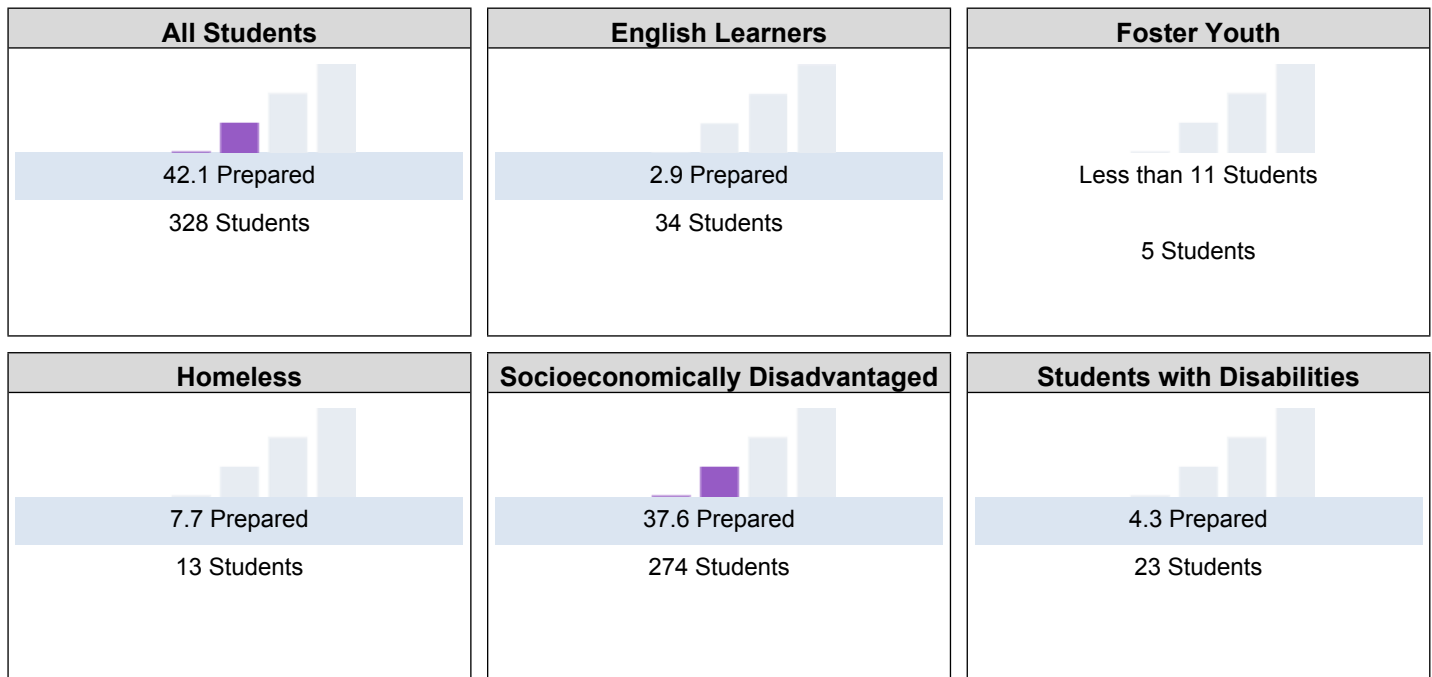 All Students
42.1 Prepared
328 Students
English Learners
2.9 Prepared
34 Students
Foster Youth
Less than 11 Students
5 Students
Homeless
7.7 Prepared
13 Students
Socioeconomically Disadvantaged
37.6 Prepared
274 Students
Students with Disabilities
4.3 Prepared
23 Students